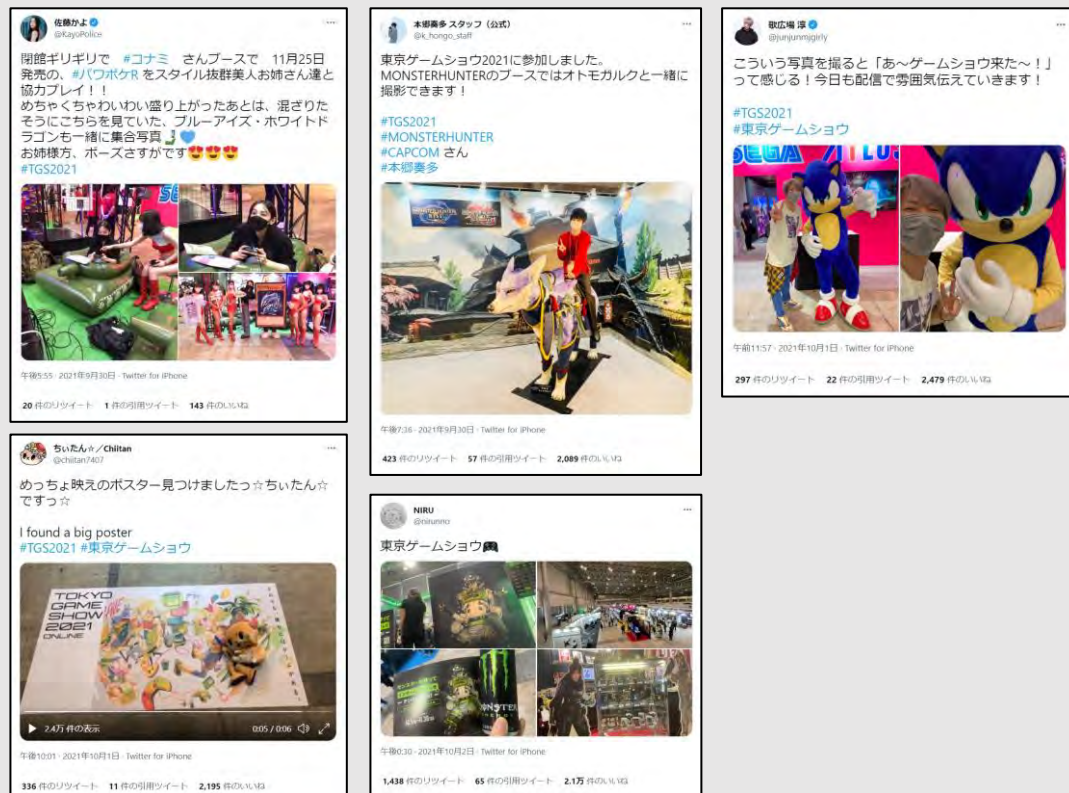 佐藤かよ
@KayoPolice
閉館ギリギリで #コナミ さんブースで 11月25日
発売の、#パワポケR をスタイル抜群美人お姉さん達と
協力プレイ！！
めちゃくちゃわいわい盛り上がったあとは、混ざりた
そうにこちらを見ていた、ブルーアイズ・ホワイトド
ラゴンも一緒に集合写真
お姉様方、ポーズさすがです😍😍😍
#TGS2021
午後5:55 · 2021年9月30日 · Twitter for iPhone
20 件のリツイート 1 件の引用ツイート 143 件のいいね
ちぃたん☆／Chiitan
@chiitan7407
めっちょ映えのポスター見つけましたっ☆ちぃたん☆
ですっ☆
I found a big poster
#TGS2021 #東京ゲームショウ
TOKYO
GAME
SHOW
2021
ONLINE
2.4万 件の表示
0:05 / 0:06
午後10:01 · 2021年10月1日 · Twitter for iPhone
336 件のリツイート 11 件の引用ツイート 2,195 件のいいね
本郷奏多 スタッフ（公式）
@k_hongo_staff
東京ゲームショウ2021に参加しました。
MONSTERHUNTERのブースではオトモガルクと一緒に
撮影できます！
#TGS2021
#MONSTERHUNTER
#CAPCOM さん
#本郷奏多
午後7:36 · 2021年9月30日 · Twitter for iPhone
423 件のリツイート 57 件の引用ツイート 2,089 件のいいね
NIRU
@nirunno
東京ゲームショウ🎮
MONSTER
午後0:30 · 2021年10月2日 · Twitter for iPhone
1,438 件のリツイート 65 件の引用ツイート 2.1万 件のいいね
歌広場 淳
@junjunmjgirly
こういう写真を撮ると「あ〜ゲームショウ来た〜！」
って感じる！今日も配信で雰囲気伝えていきます！
#TGS2021
#東京ゲームショウ
SEGA
午前11:57 · 2021年10月1日 · Twitter for iPhone
297 件のリツイート 22 件の引用ツイート 2,479 件のいいね